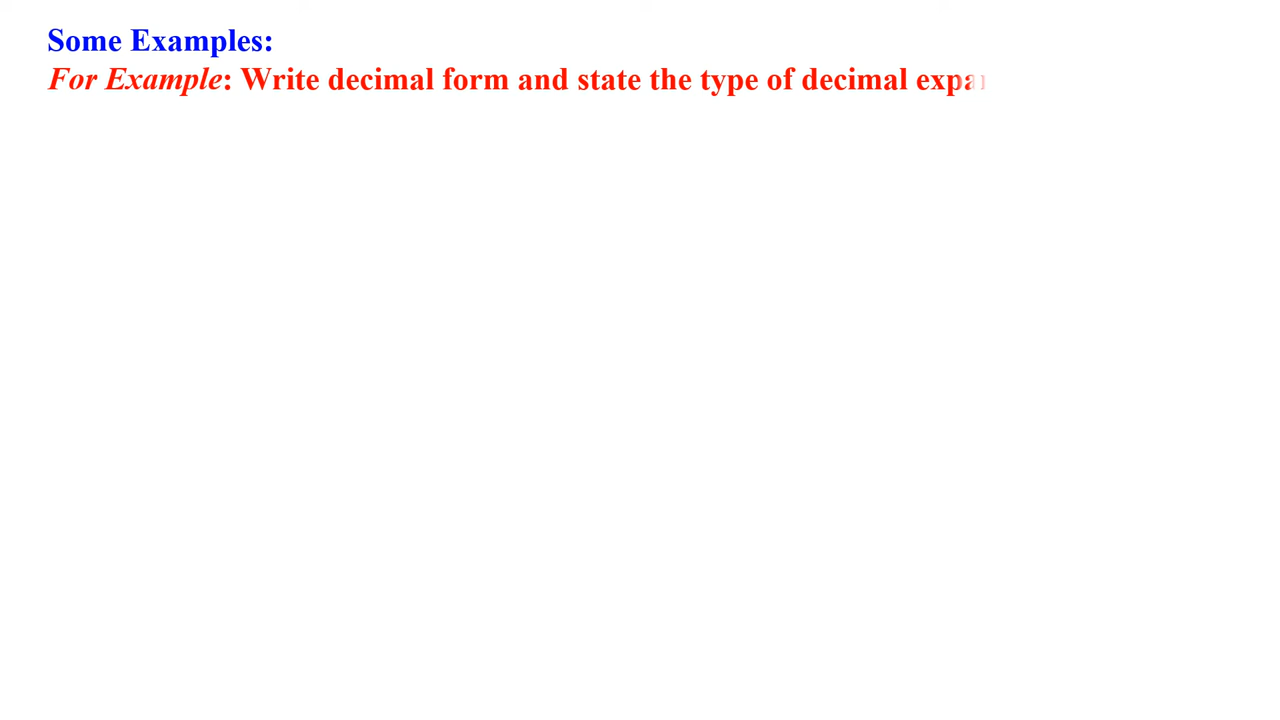 Some Examples:
For Example: Write decimal form and state the type of decimal